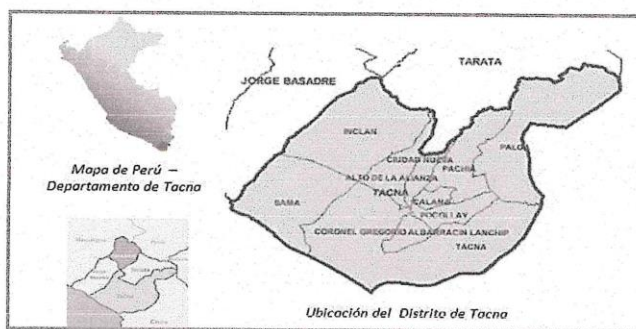 JORGE BASADRE
TARATA
INCLAN
CIUDAD NUEVA
PACHIA
ALTO DE LA ALIANZA
TACNA
CALANA
SAMA
POCOLLAY
CORONEL GREGORIO ALBARRACIN LANCHIP
TACNA
Mapa de Perú –
Departamento de Tacna
Ubicación del Distrito de Tacna